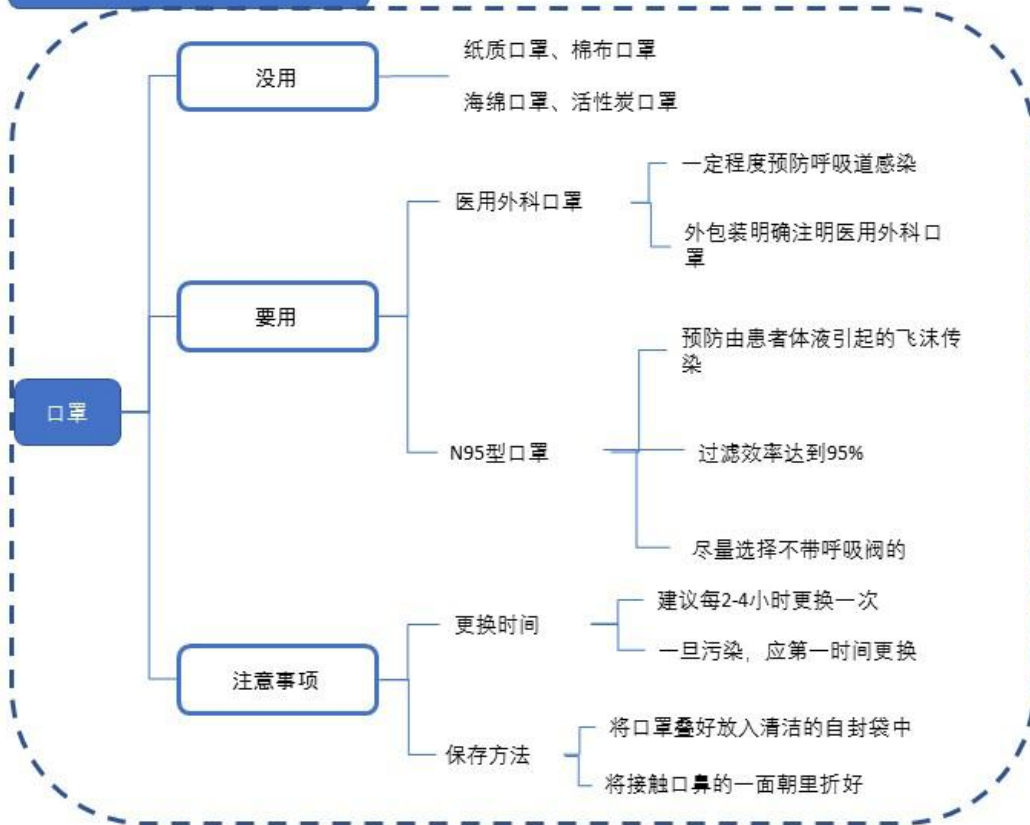 没用
纸质口罩、棉布口罩
海绵口罩、活性炭口罩
口罩
要用
医用外科口罩
一定程度预防呼吸道感染
外包装明确注明医用外科口
罩
N95型口罩
预防由患者体液引起的飞沫传
染
过滤效率达到95%
尽量选择不带呼吸阀的
注意事项
更换时间
建议每2-4小时更换一次
一旦污染，应第一时间更换
保存方法
将口罩叠好放入清洁的自封袋中
将接触口鼻的一面朝里折好